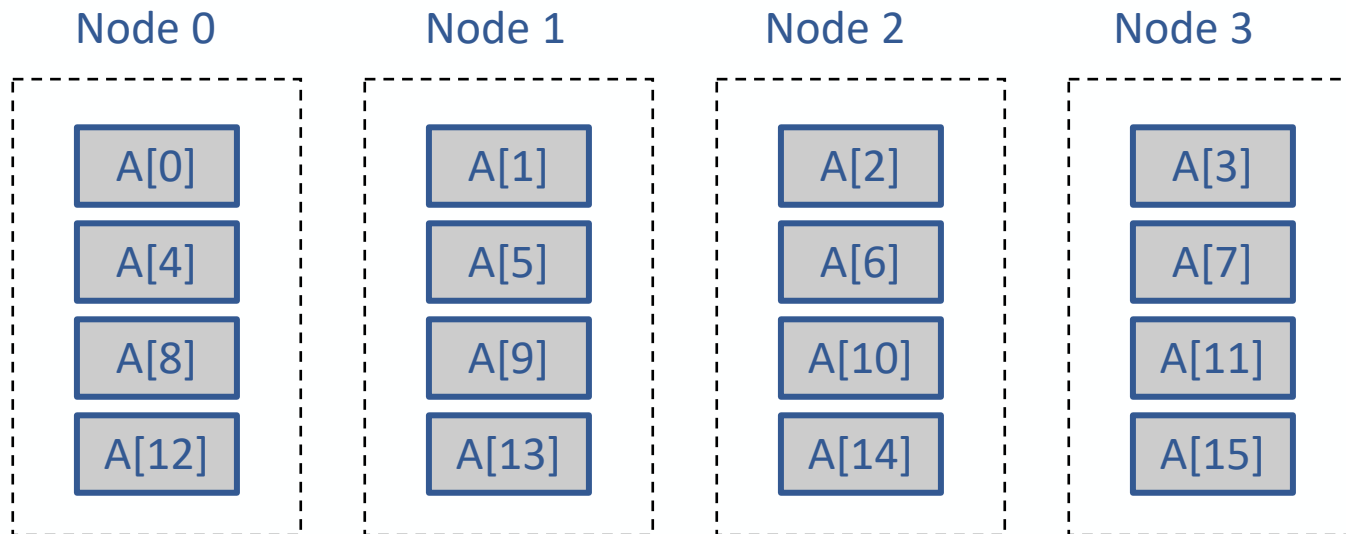 Node 0 Node 1 Node 2 Node 3
A[0] A[1] A[2] A[3]
A[4] A[5] A[6] A[7]
A[8] A[9] A[10] A[11]
A[12] A[13] A[14] A[15]